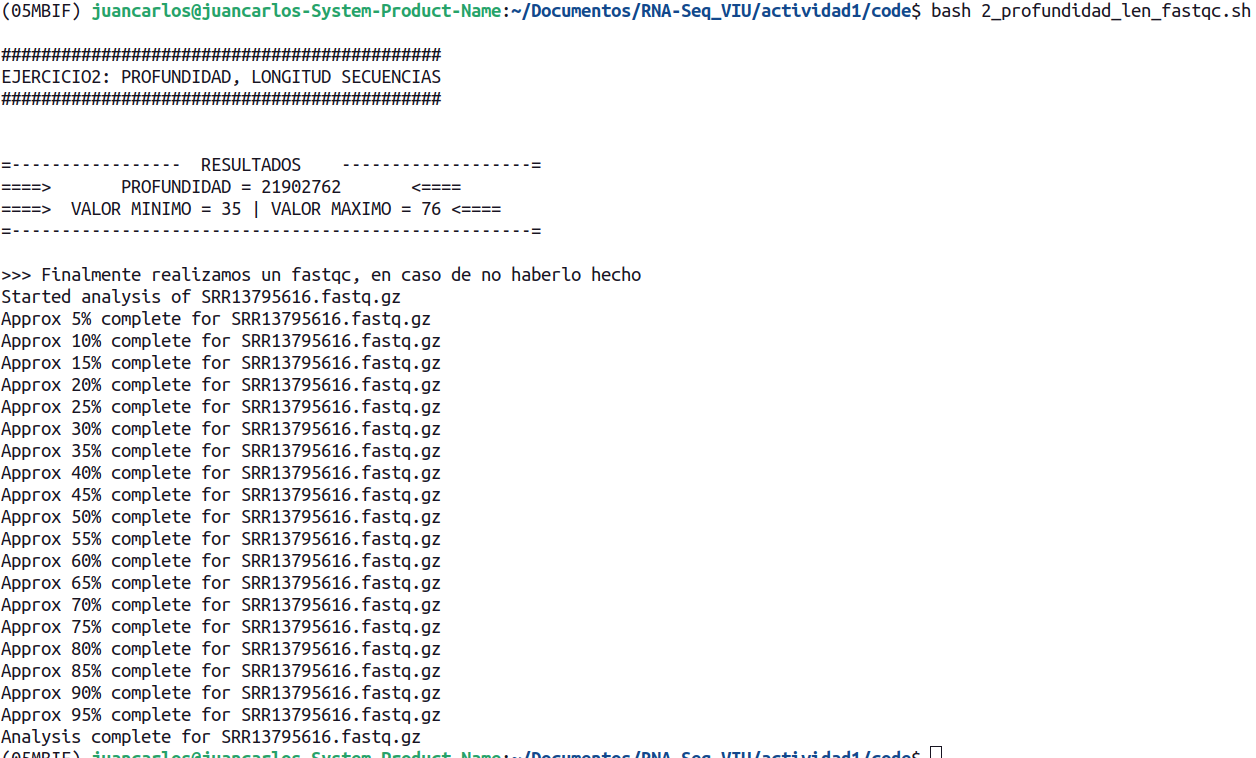 (05MBIF) juancarlos@juancarlos-System-Product-Name:~/Documentos/RNA-Seq_VIU/actividad1/code$ bash 2_profundidad_len_fastqc.sh
############################################
EJERCICIO2: PROFUNDIDAD, LONGITUD SECUENCIAS
############################################
=----------------- RESULTADOS -------------------=
====> PROFUNDIDAD = 21902762 <====
====> VALOR MINIMO = 35 | VALOR MAXIMO = 76 <====
=----------------------------------------------------=
>>> Finalmente realizamos un fastqc, en caso de no haberlo hecho
Started analysis of SRR13795616.fastq.gz
Approx 5% complete for SRR13795616.fastq.gz
Approx 10% complete for SRR13795616.fastq.gz
Approx 15% complete for SRR13795616.fastq.gz
Approx 20% complete for SRR13795616.fastq.gz
Approx 25% complete for SRR13795616.fastq.gz
Approx 30% complete for SRR13795616.fastq.gz
Approx 35% complete for SRR13795616.fastq.gz
Approx 40% complete for SRR13795616.fastq.gz
Approx 45% complete for SRR13795616.fastq.gz
Approx 50% complete for SRR13795616.fastq.gz
Approx 55% complete for SRR13795616.fastq.gz
Approx 60% complete for SRR13795616.fastq.gz
Approx 65% complete for SRR13795616.fastq.gz
Approx 70% complete for SRR13795616.fastq.gz
Approx 75% complete for SRR13795616.fastq.gz
Approx 80% complete for SRR13795616.fastq.gz
Approx 85% complete for SRR13795616.fastq.gz
Approx 90% complete for SRR13795616.fastq.gz
Approx 95% complete for SRR13795616.fastq.gz
Analysis complete for SRR13795616.fastq.gz
(05MBIF) juancarlos@juancarlos-System-Product-Name:~/Documentos/RNA-Seq_VIU/actividad1/code$